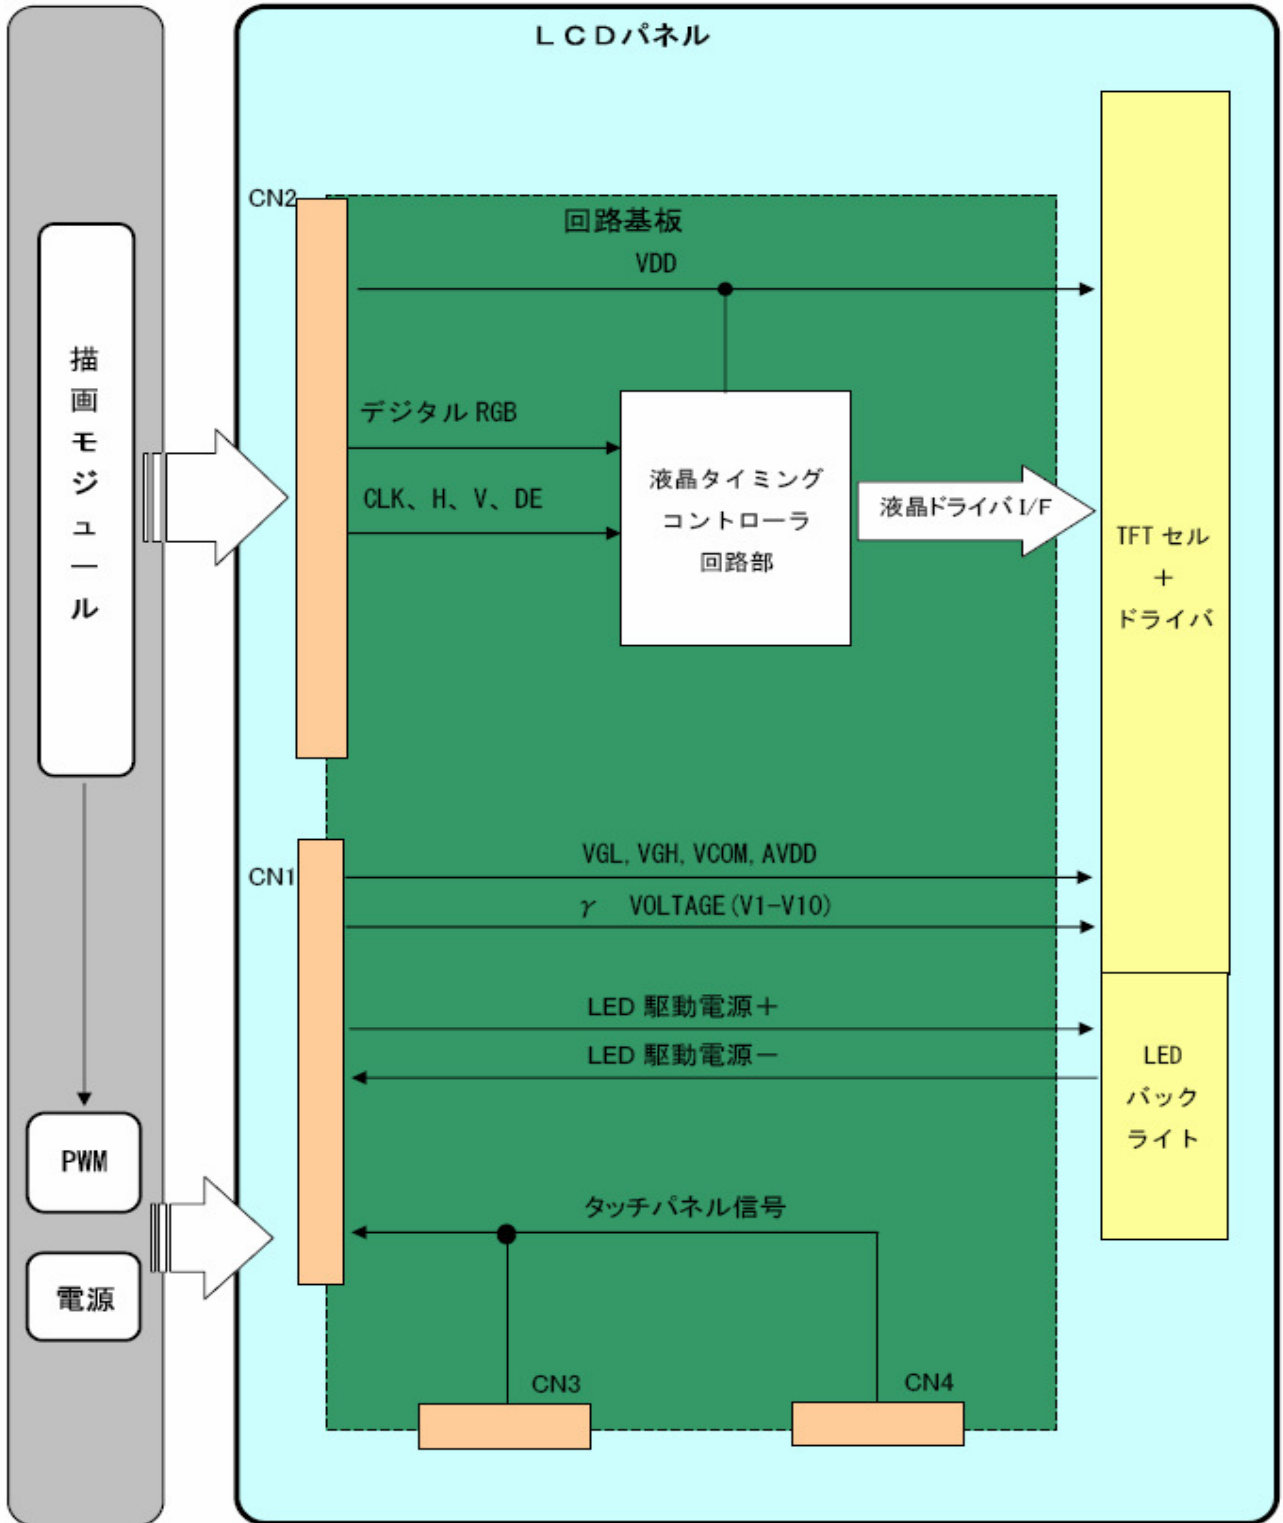 LCDパネル
CN2
回路基板
VDD
描画モジュール
デジタル RGB
CLK、H、V、DE
液晶タイミング
コントローラ
回路部
液晶ドライバ I/F
TFT セル
+
ドライバ
CN1
VGL, VGH, VCOM, AVDD
γ VOLTAGE(V1-V10)
LED 駆動電源+
LED 駆動電源-
LED
バック
ライト
PWM
電源
タッチパネル信号
CN3
CN4